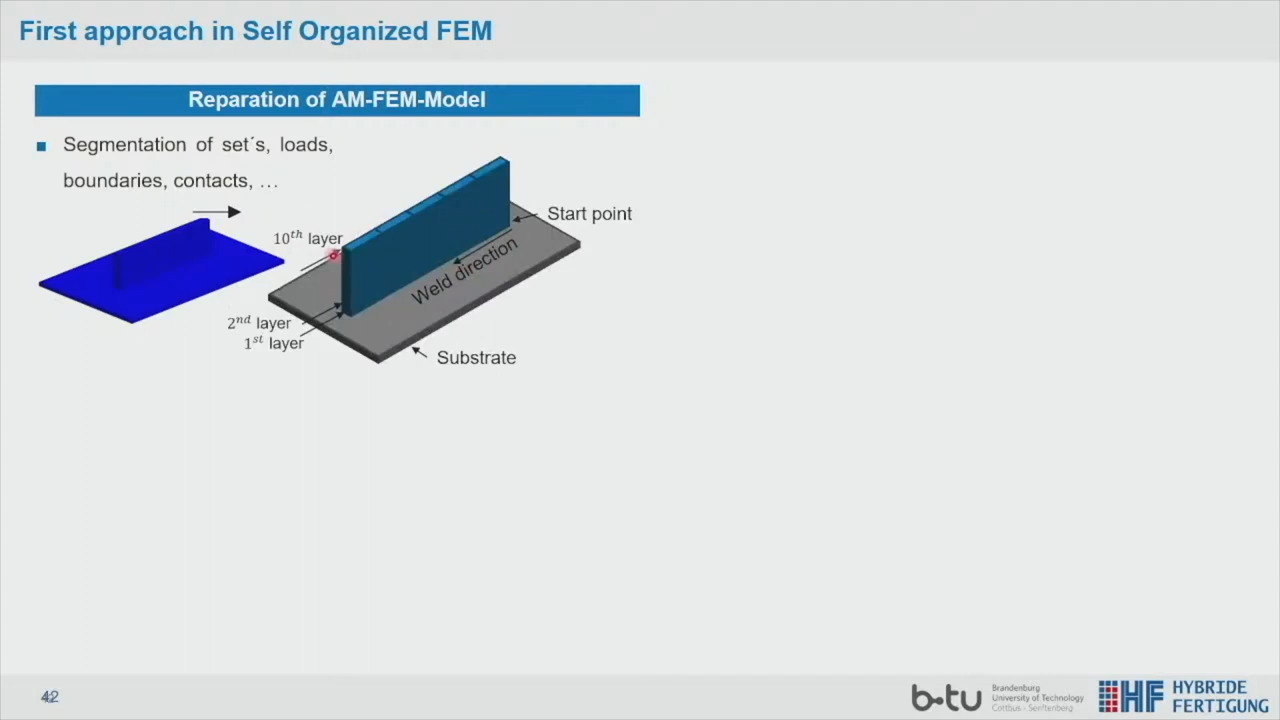 First approach in Self Organized FEM
Reparation of AM-FEM-Model
Segmentation of set´s, loads,
boundaries, contacts, …
10th layer
Start point
Weld direction
2nd layer
1st layer
Substrate
b-tu
Brandenburg
University of Technology
Cottbus - Senftenberg
HF
HYBRIDE
FERTIGUNG